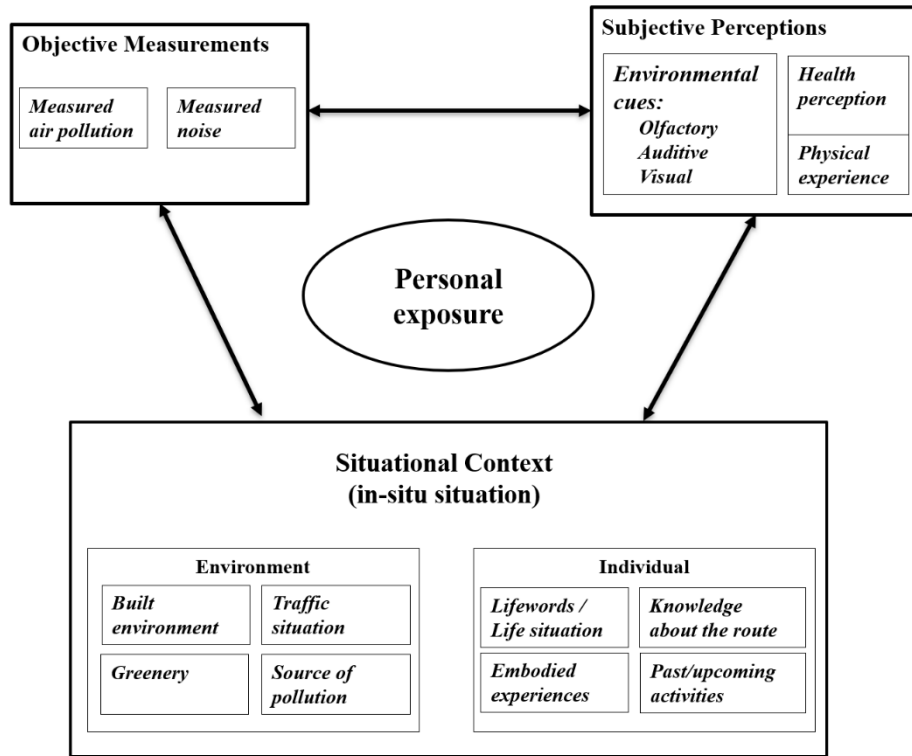 Objective Measurements
Measured
air pollution
Measured
noise
Subjective Perceptions
Environmental
cues:
Olfactory
Auditive
Visual
Health
perception
Physical
experience
Personal
exposure
Situational Context
(in-situ situation)
Environment
Built
environment
Traffic
situation
Greenery
Source of
pollution
Individual
Lifewords /
Life situation
Knowledge
about the route
Embodied
experiences
Past/upcoming
activities